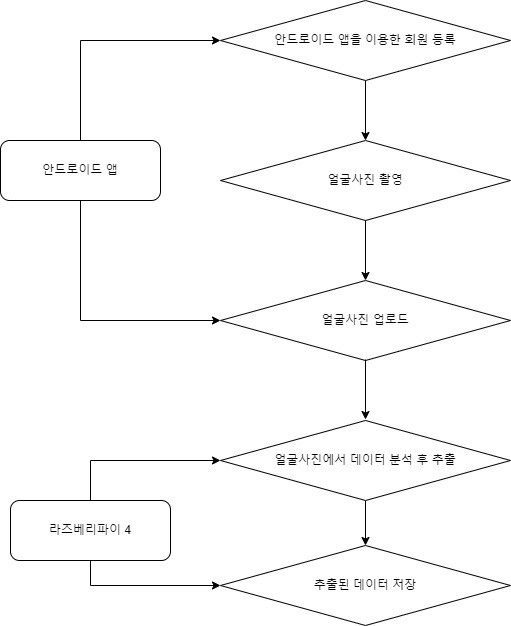 안드로이드 앱을 이용한 회원 등록
안드로이드 앱
얼굴사진 촬영
얼굴사진 업로드
얼굴사진에서 데이터 분석 후 추출
라즈베리파이 4
추출된 데이터 저장